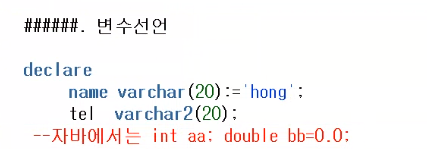 ######. 변수선언
declare
name varchar(20):='hong';
tel varchar2(20);
--자바에서는 int aa; double bb=0.0;